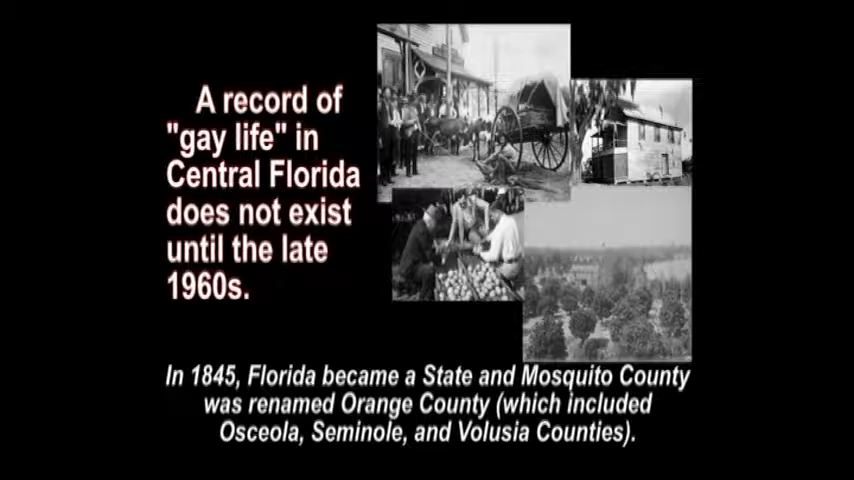 A record of
"gay life" in
Central Florida
does not exist
until the late
1960s.
In 1845, Florida became a State and Mosquito County
was renamed Orange County (which included
Osceola, Seminole, and Volusia Counties).